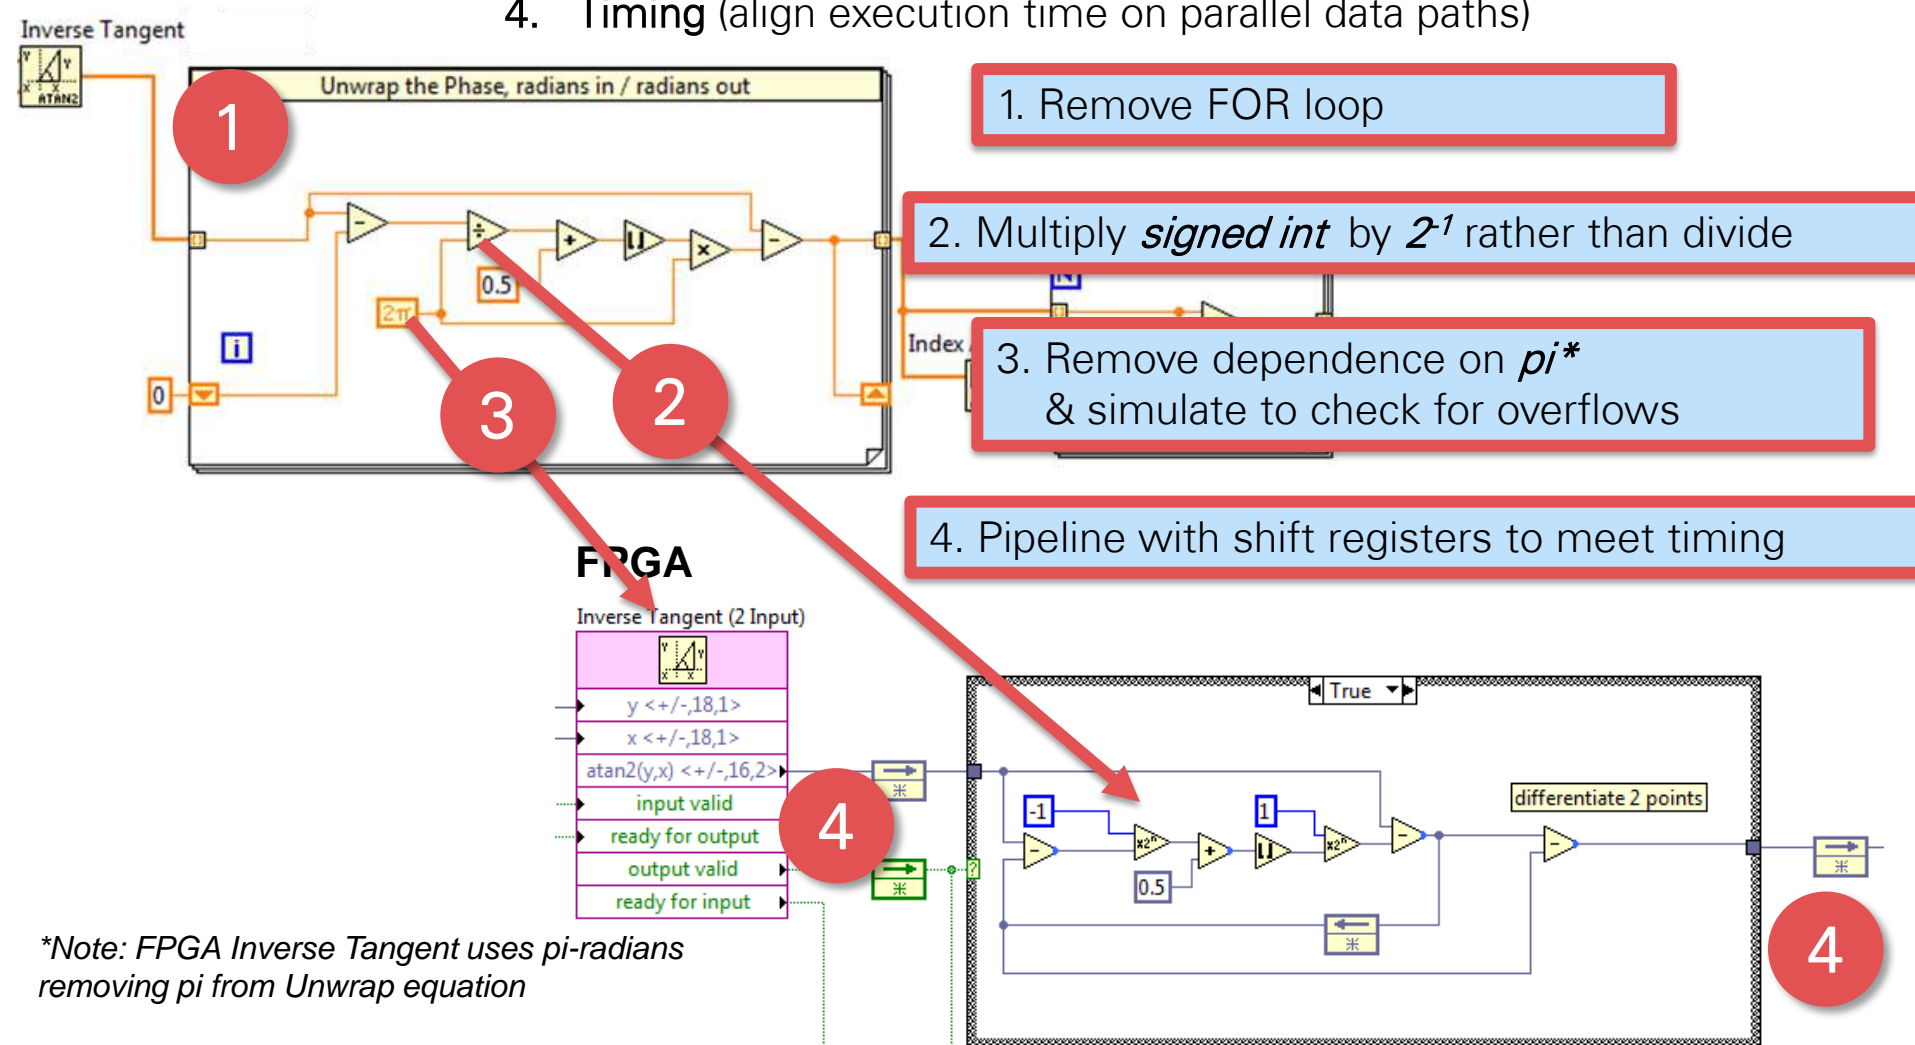 4. Timing (align execution time on parallel data paths)
Inverse Tangent
ATAN2
Unwrap the Phase, radians in / radians out
1
1. Remove FOR loop
2. Multiply signed int by 2-1 rather than divide
0.5
2π
i
0
N
Index
3. Remove dependence on pi*
& simulate to check for overflows
3
2
4. Pipeline with shift registers to meet timing
FPGA
Inverse Tangent (2 Input)
y <+/-,18,1>
x <+/-,18,1>
atan2(y,x) <+/-,16,2>
input valid
ready for output
output valid
ready for input
4
True
differentiate 2 points
-1
1
x2ⁿ
x2ⁿ
0.5
?
4
*Note: FPGA Inverse Tangent uses pi-radians
removing pi from Unwrap equation